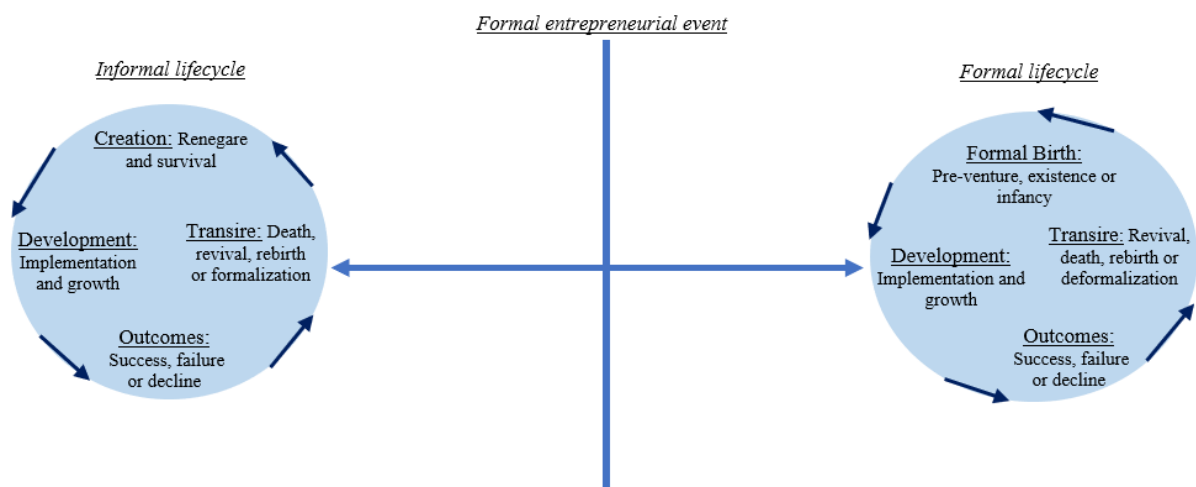 Formal entrepreneurial event
Informal lifecycle
Creation: Renegare
and survival
Development:
Implementation
and growth
Transire: Death,
revival, rebirth
or formalization
Outcomes:
Success, failure
or decline
Formal lifecycle
Formal Birth:
Pre-venture, existence or
infancy
Development:
Implementation and
growth
Transire: Revival,
death, rebirth or
deformalization
Outcomes:
Success, failure
or decline